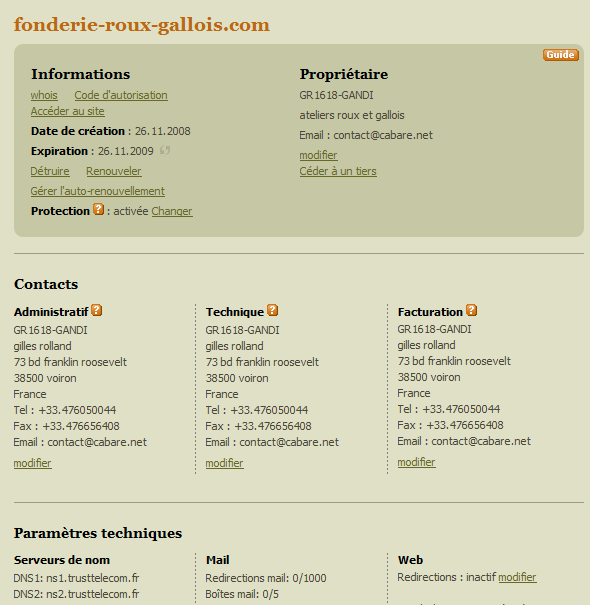 fonderie-roux-gallois.com
Guide
Informations
whois Code d'autorisation
Accéder au site
Date de création : 26.11.2008
Expiration : 26.11.2009
Détruire Renouveler
Gérer l'auto-renouvellement
Protection ? : activée Changer
Propriétaire
GR1618-GANDI
ateliers roux et gallois
Email : contact@cabare.net
modifier
Céder à un tiers
Contacts
Administratif ?
GR1618-GANDI
gilles rolland
73 bd franklin roosevelt
38500 voiron
France
Tel : +33.476050044
Fax : +33.476656408
Email : contact@cabare.net
modifier
Technique ?
GR1618-GANDI
gilles rolland
73 bd franklin roosevelt
38500 voiron
France
Tel : +33.476050044
Fax : +33.476656408
Email : contact@cabare.net
modifier
Facturation ?
GR1618-GANDI
gilles rolland
73 bd franklin roosevelt
38500 voiron
France
Tel : +33.476050044
Fax : +33.476656408
Email : contact@cabare.net
modifier
Paramètres techniques
Serveurs de nom
DNS1: ns1.trusttelecom.fr
DNS2: ns2.trusttelecom.fr
Mail
Redirections mail: 0/1000
Boîtes mail: 0/5
Web
Redirections : inactif modifier